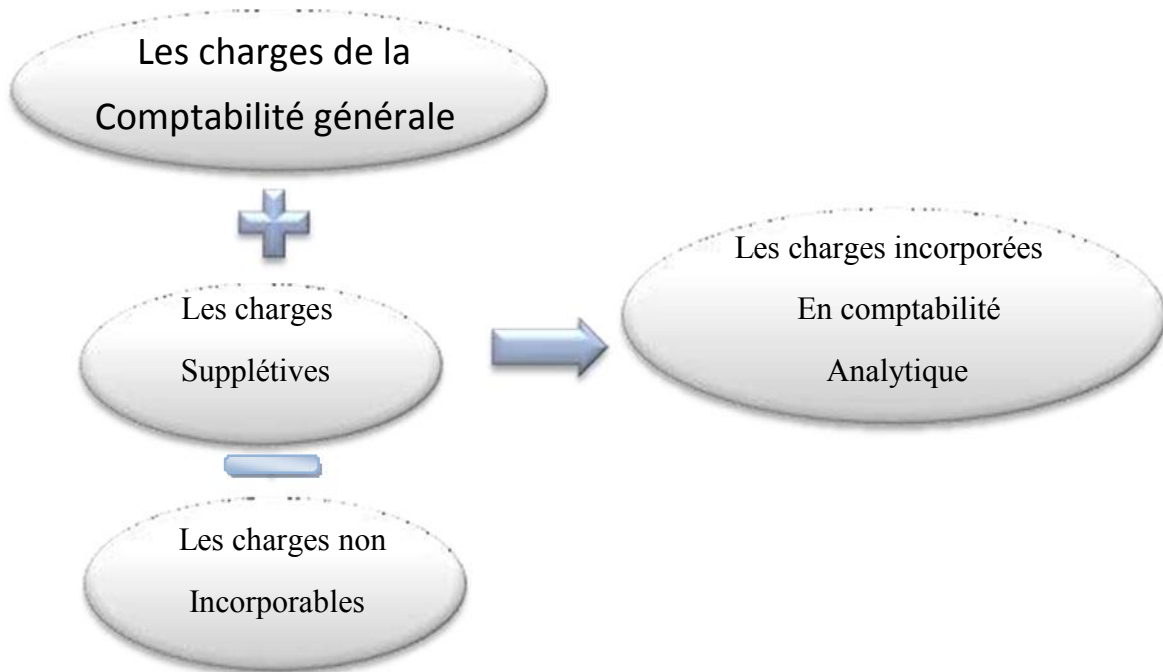 Les charges de la
Comptabilité générale
Les charges
Supplétives
Les charges incorporées
En comptabilité
Analytique
Les charges non
Incorporables